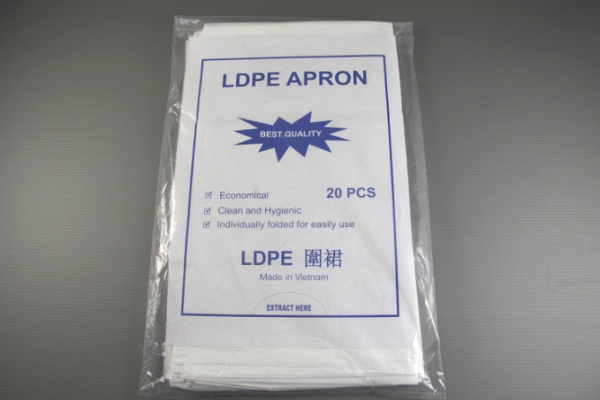 LDPE APRON
BEST QUALITY
Economical
20 PCS
Clean and Hygienic
Individually folded for easily use
LDPE 圍裙
Made in Vietnam
EXTRACT HERE